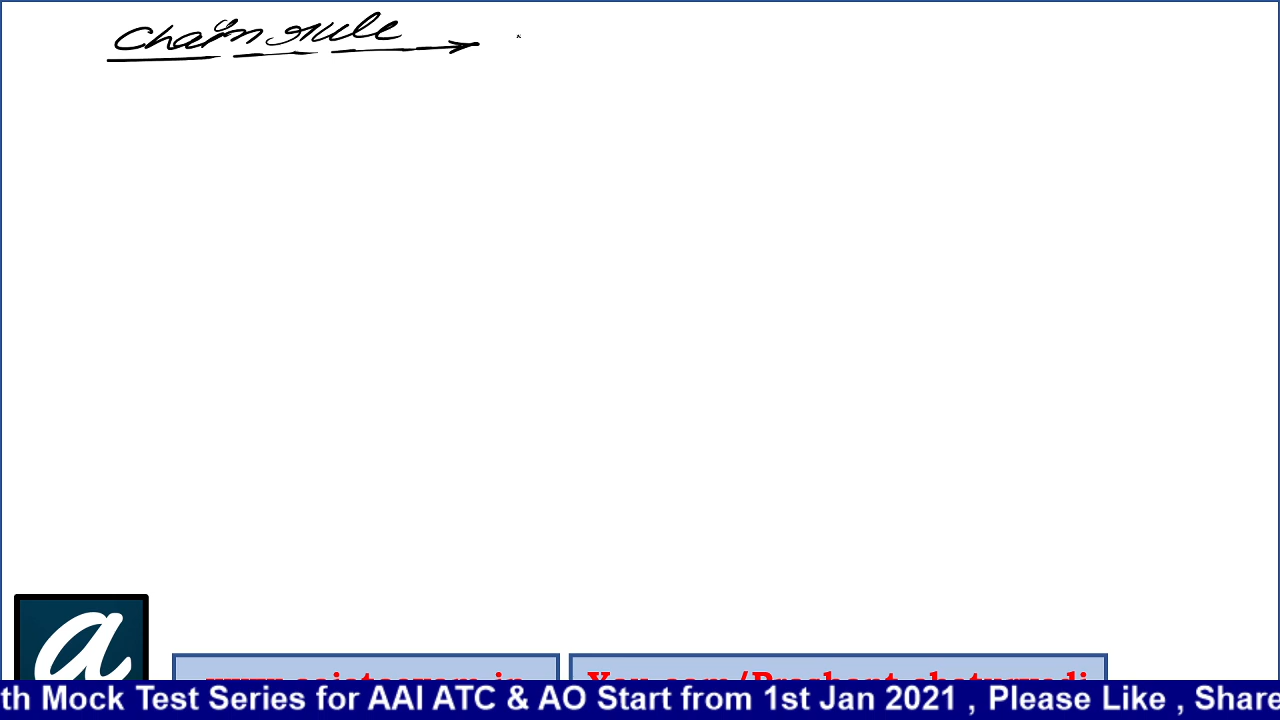 Chain rule
a
th Mock Test Series for AAI ATC & AO Start from 1st Jan 2021 , Please Like , Share